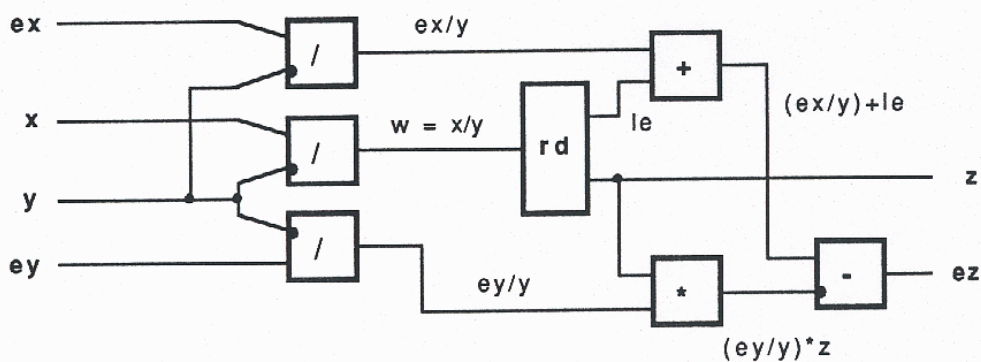 ex
/
ex/y
+
(ex/y)+le
x
/
w = x/y
rd
le
y
z
/
ey
ey/y
*
-
ez
(ey/y)*z